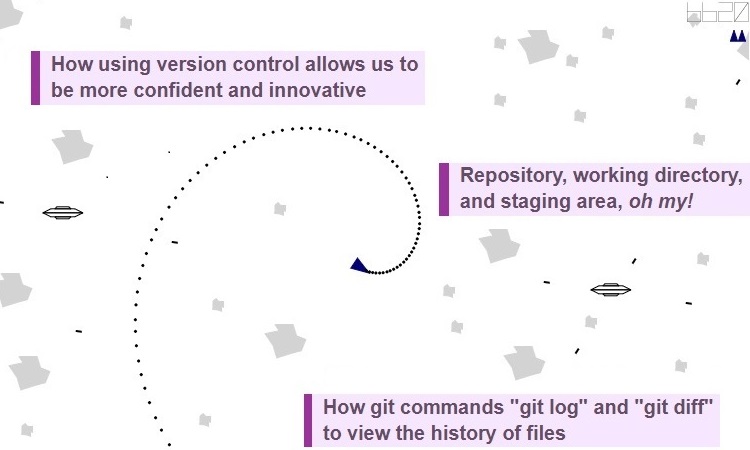 6620
How using version control allows us to
be more confident and innovative
Repository, working directory,
and staging area, oh my!
How git commands "git log" and "git diff"
to view the history of files